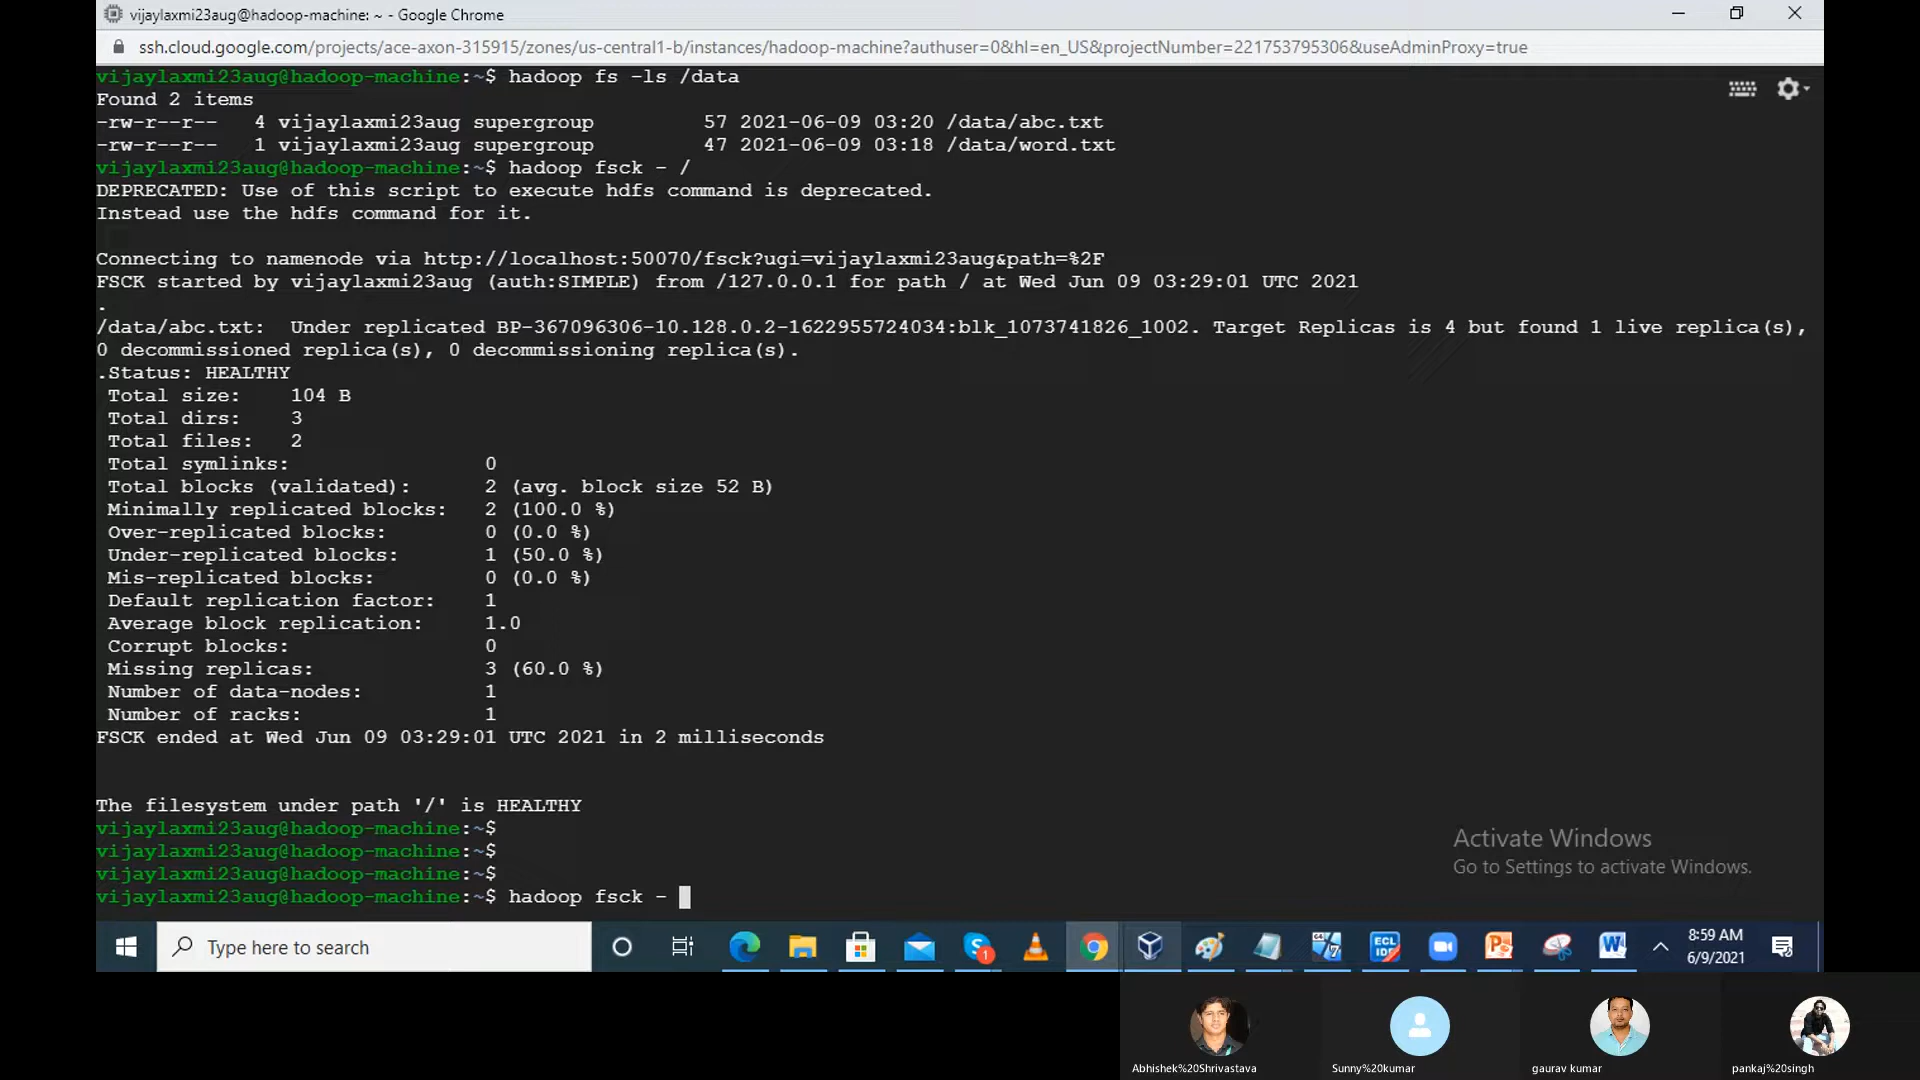 vijaylaxmi23aug@hadoop-machine: ~ - Google Chrome
ssh.cloud.google.com/projects/ace-axon-315915/zones/us-central1-b/instances/hadoop-machine?authuser=0&hl=en_US&projectNumber=221753795306&useAdminProxy=true
vijaylaxmi23aug@hadoop-machine:~$ hadoop fs -ls /data
Found 2 items
-rw-r--r--   4 vijaylaxmi23aug supergroup         57 2021-06-09 03:20 /data/abc.txt
-rw-r--r--   1 vijaylaxmi23aug supergroup         47 2021-06-09 03:18 /data/word.txt
vijaylaxmi23aug@hadoop-machine:~$ hadoop fsck - /
DEPRECATED: Use of this script to execute hdfs command is deprecated.
Instead use the hdfs command for it.
Connecting to namenode via http://localhost:50070/fsck?ugi=vijaylaxmi23aug&path=%2F
FSCK started by vijaylaxmi23aug (auth:SIMPLE) from /127.0.0.1 for path / at Wed Jun 09 03:29:01 UTC 2021
.
/data/abc.txt:  Under replicated BP-367096306-10.128.0.2-1622955724034:blk_1073741826_1002. Target Replicas is 4 but found 1 live replica(s),
0 decommissioned replica(s), 0 decommissioning replica(s).
.Status: HEALTHY
Total size:    104 B
Total dirs:    3
Total files:   2
Total symlinks:                0
Total blocks (validated):      2 (avg. block size 52 B)
Minimally replicated blocks:   2 (100.0 %)
Over-replicated blocks:        0 (0.0 %)
Under-replicated blocks:       1 (50.0 %)
Mis-replicated blocks:         0 (0.0 %)
Default replication factor:    1
Average block replication:     1.0
Corrupt blocks:                0
Missing replicas:              3 (60.0 %)
Number of data-nodes:          1
Number of racks:               1
FSCK ended at Wed Jun 09 03:29:01 UTC 2021 in 2 milliseconds
The filesystem under path '/' is HEALTHY
vijaylaxmi23aug@hadoop-machine:~$
vijaylaxmi23aug@hadoop-machine:~$
vijaylaxmi23aug@hadoop-machine:~$
vijaylaxmi23aug@hadoop-machine:~$ hadoop fsck -
Activate Windows
Go to Settings to activate Windows.
Type here to search
1
64
7
ECL
IDE
8:59 AM
6/9/2021
Abhishek%20Shrivastava
Sunny%20kumar
gaurav kumar
pankaj%20singh